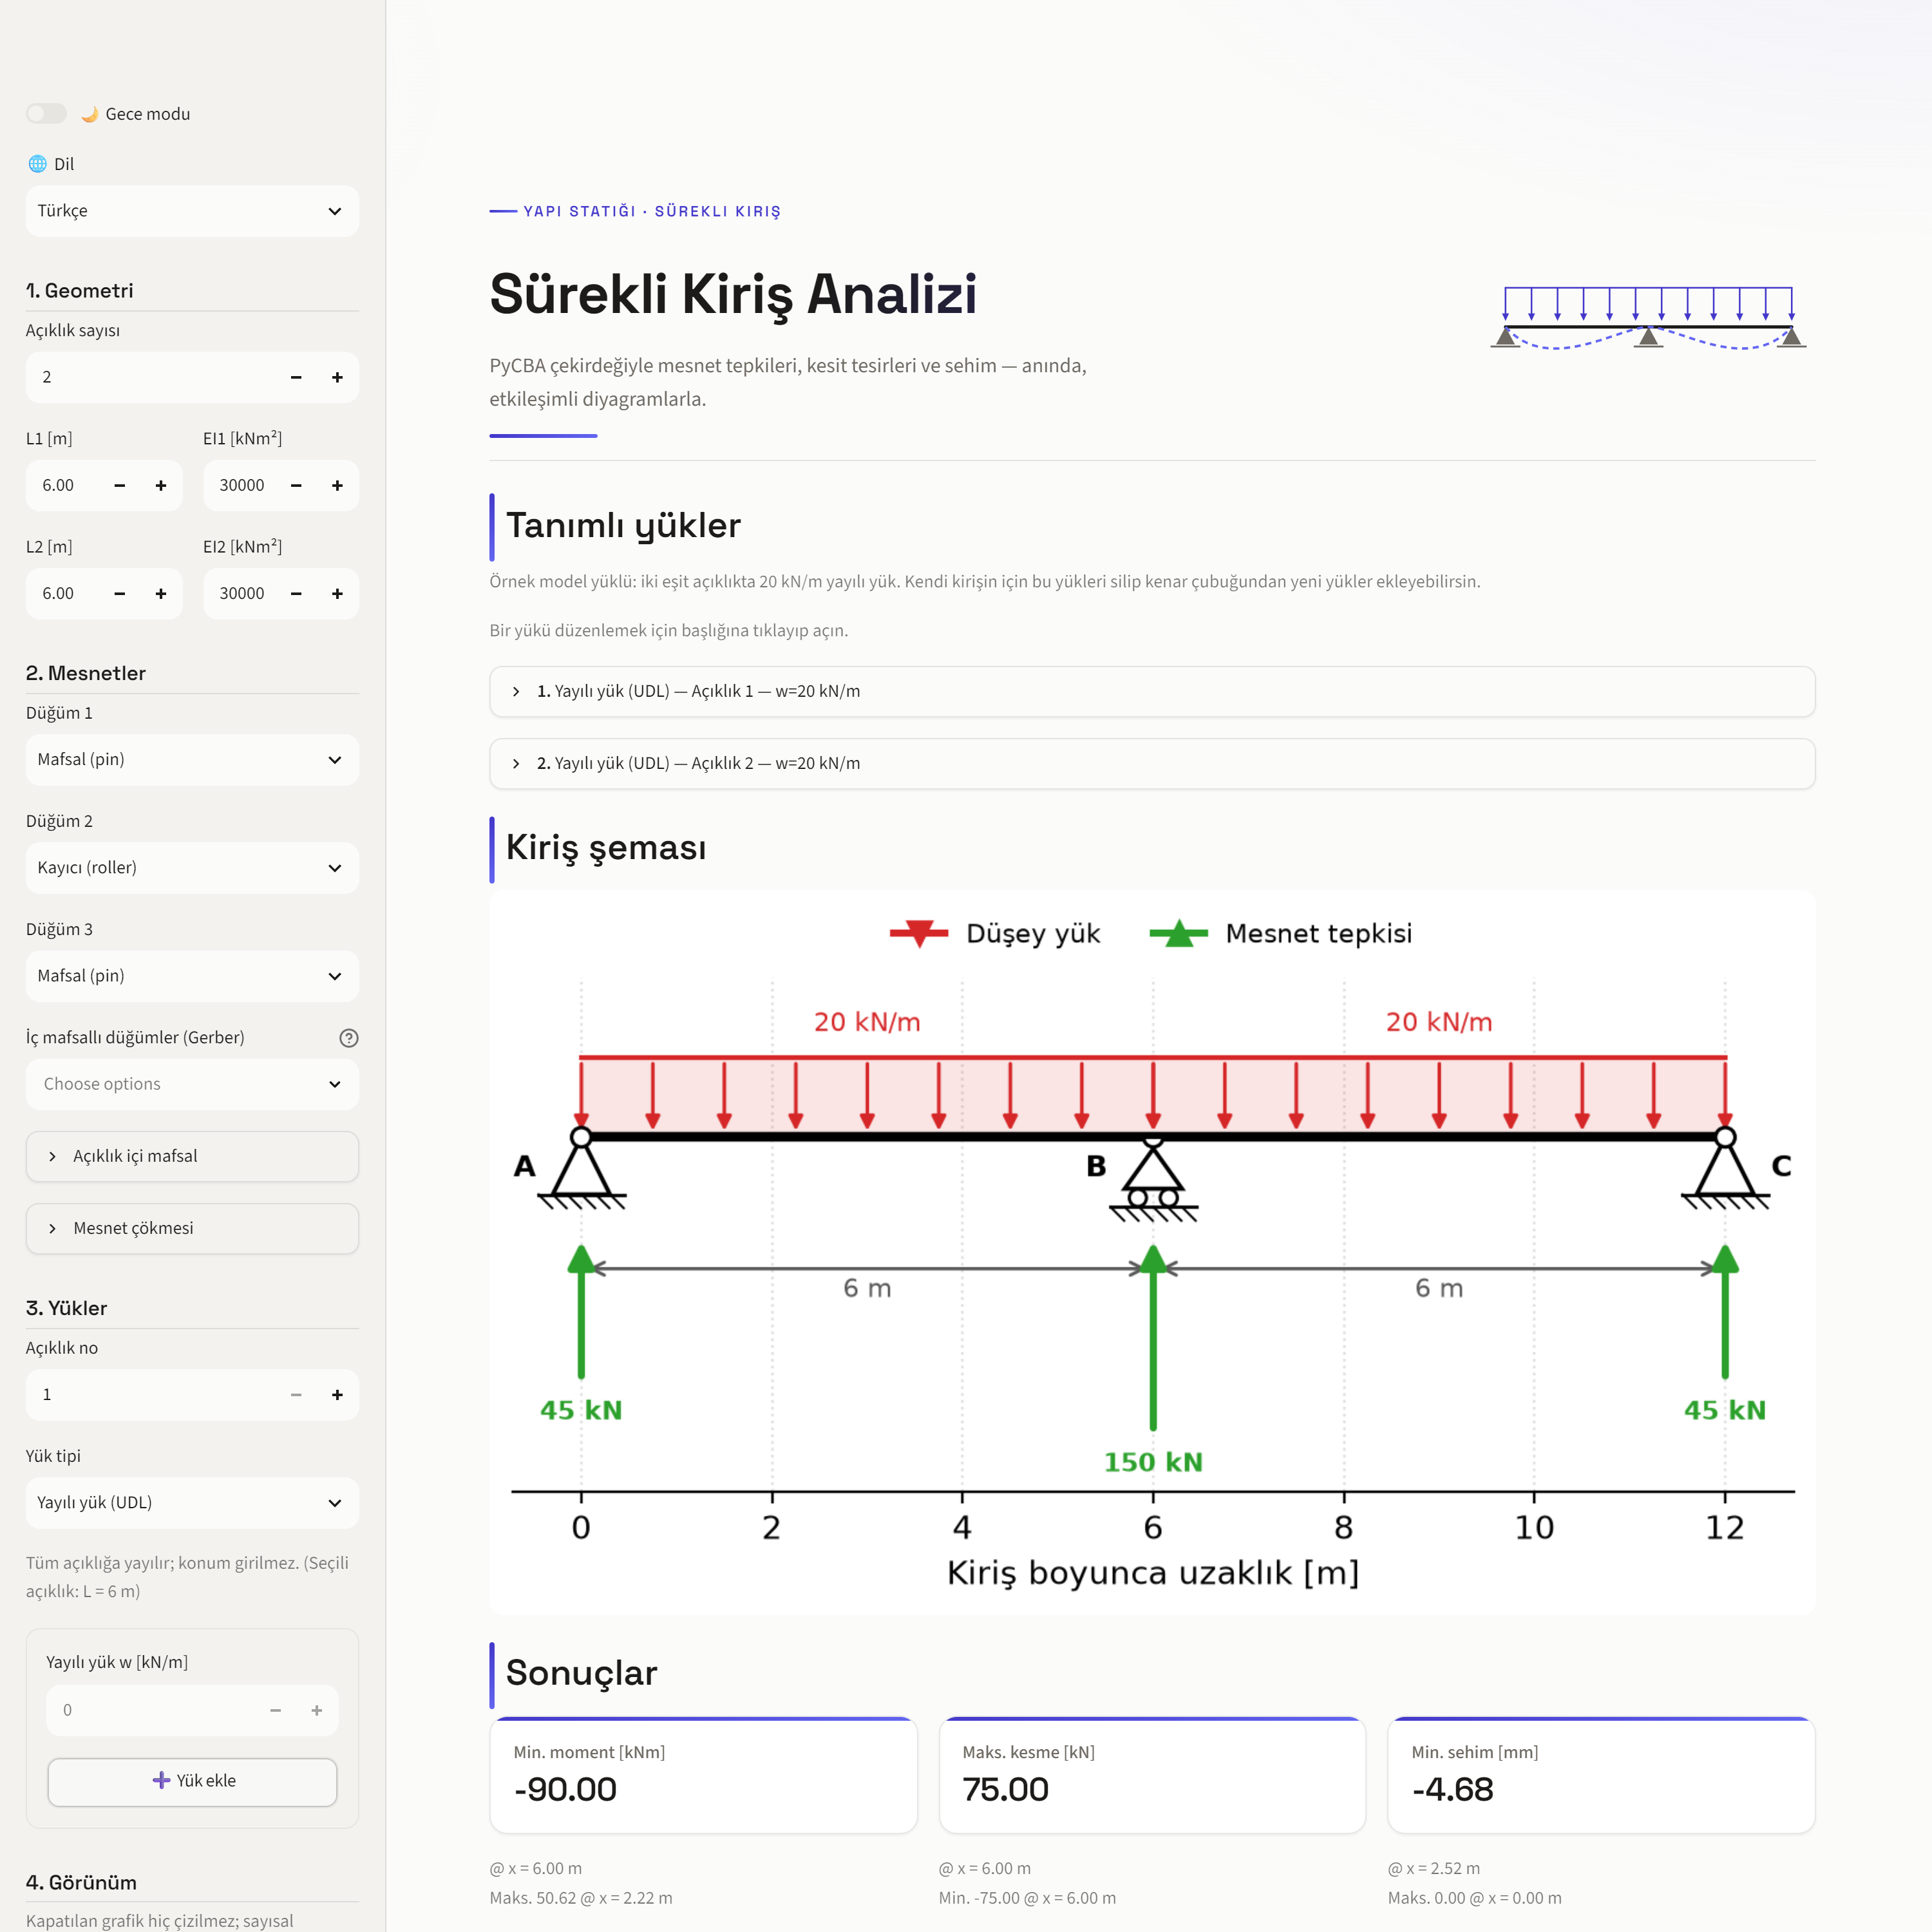 Gece modu
Dil
Türkçe
1. Geometri
Açıklık sayısı
2
L1 [m]
EI1 [kNm²]
6.00
30000
L2 [m]
EI2 [kNm²]
6.00
30000
2. Mesnetler
Düğüm 1
Mafsal (pin)
Düğüm 2
Kayıcı (roller)
Düğüm 3
Mafsal (pin)
İç mafsallı düğümler (Gerber)
Choose options
Açıklık içi mafsal
Mesnet çökmesi
3. Yükler
Açıklık no
1
Yük tipi
Yayılı yük (UDL)
Tüm açıklığa yayılır; konum girilmez. (Seçili
açıklık: L = 6 m)
Yayılı yük w [kN/m]
0
Yük ekle
4. Görünüm
Kapatılan grafik hiç çizilmez; sayısal
YAPI STATIĞI · SÜREKLI KIRIŞ
Sürekli Kiriş Analizi
PyCBA çekirdeğiyle mesnet tepkileri, kesit tesirleri ve sehim — anında,
etkileşimli diyagramlarla.
Tanımlı yükler
Örnek model yüklü: iki eşit açıklıkta 20 kN/m yayılı yük. Kendi kirişin için bu yükleri silip kenar çubuğundan yeni yükler ekleyebilirsin.
Bir yükü düzenlemek için başlığına tıklayıp açın.
1. Yayılı yük (UDL) — Açıklık 1 — w=20 kN/m
2. Yayılı yük (UDL) — Açıklık 2 — w=20 kN/m
Kiriş şeması
Düşey yük
Mesnet tepkisi
20 kN/m
20 kN/m
A
B
C
6 m
6 m
45 kN
150 kN
45 kN
0 2 4 6 8 10 12
Kiriş boyunca uzaklık [m]
Sonuçlar
Min. moment [kNm]
-90.00
@ x = 6.00 m
Maks. 50.62 @ x = 2.22 m
Maks. kesme [kN]
75.00
@ x = 6.00 m
Min. -75.00 @ x = 6.00 m
Min. sehim [mm]
-4.68
@ x = 2.52 m
Maks. 0.00 @ x = 0.00 m